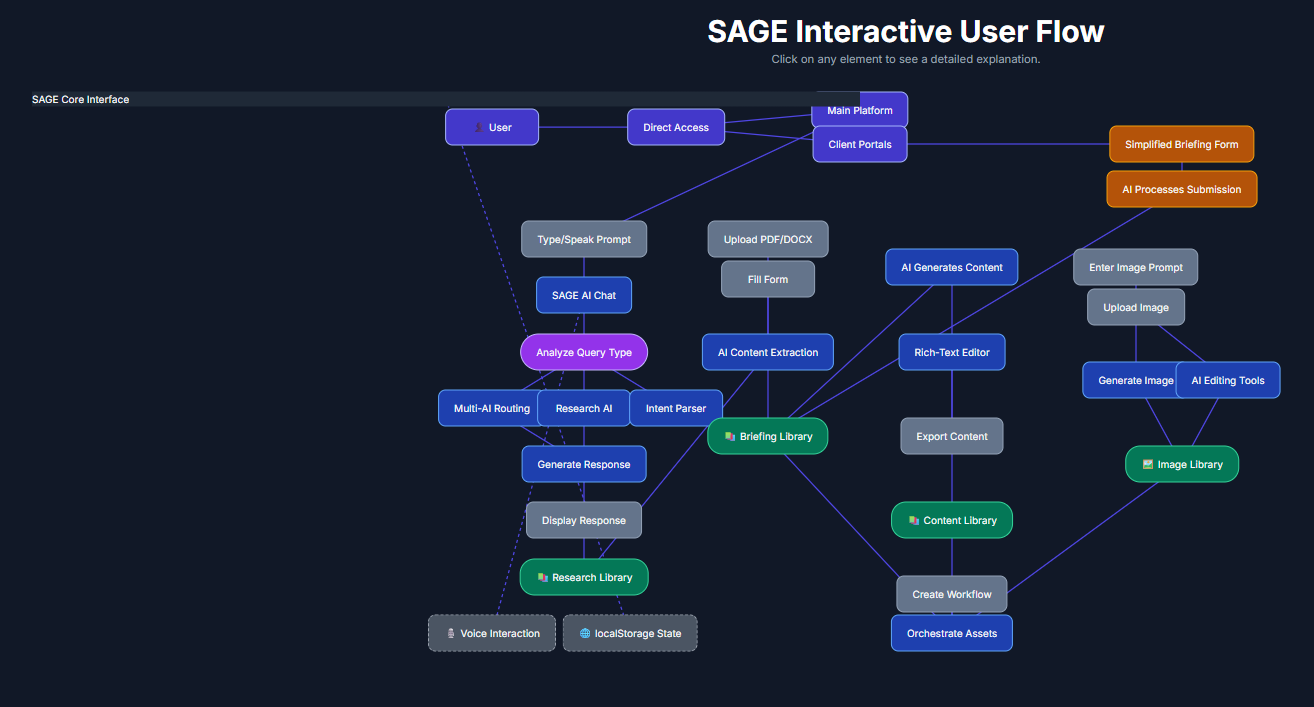 SAGE Interactive User Flow
Click on any element to see a detailed explanation.
SAGE Core Interface
Main Platform
User
Direct Access
Client Portals
Simplified Briefing Form
AI Processes Submission
Type/Speak Prompt
Upload PDF/DOCX
AI Generates Content
Enter Image Prompt
Fill Form
SAGE AI Chat
Upload Image
Analyze Query Type
AI Content Extraction
Rich-Text Editor
Generate Image
AI Editing Tools
Multi-AI Routing
Research AI
Intent Parser
Briefing Library
Export Content
Generate Response
Image Library
Display Response
Content Library
Research Library
Create Workflow
Voice Interaction
localStorage State
Orchestrate Assets